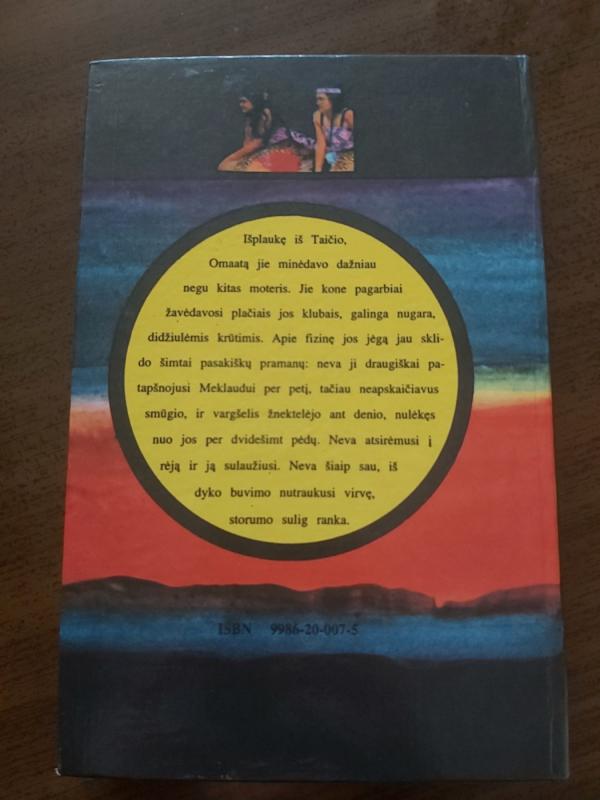 Išplaukę iš Taičio,
Omaatą jie minėdavo dažniau
negu kitas moteris. Jie kone pagarbiai
žavėdavosi plačiais jos klubais, galinga nugara,
didžiulėmis krūtimis. Apie fizinę jos jėgą jau skli-
do šimtai pasakiškų pramanų: neva ji draugiškai pa-
tapšnojusi Meklaudui per petį, tačiau neapskaičiavus
smūgio, ir vargšelis žnektelėjo ant denio, nulėkęs
nuo jos per dvidešimt pėdų. Neva atsirėmusi į
rėją ir ją sulaužiusi. Neva šiaip sau, iš
dyko buvimo nutraukusi virvę,
storumo sulig ranka.
ISBN 9986-20-007-5